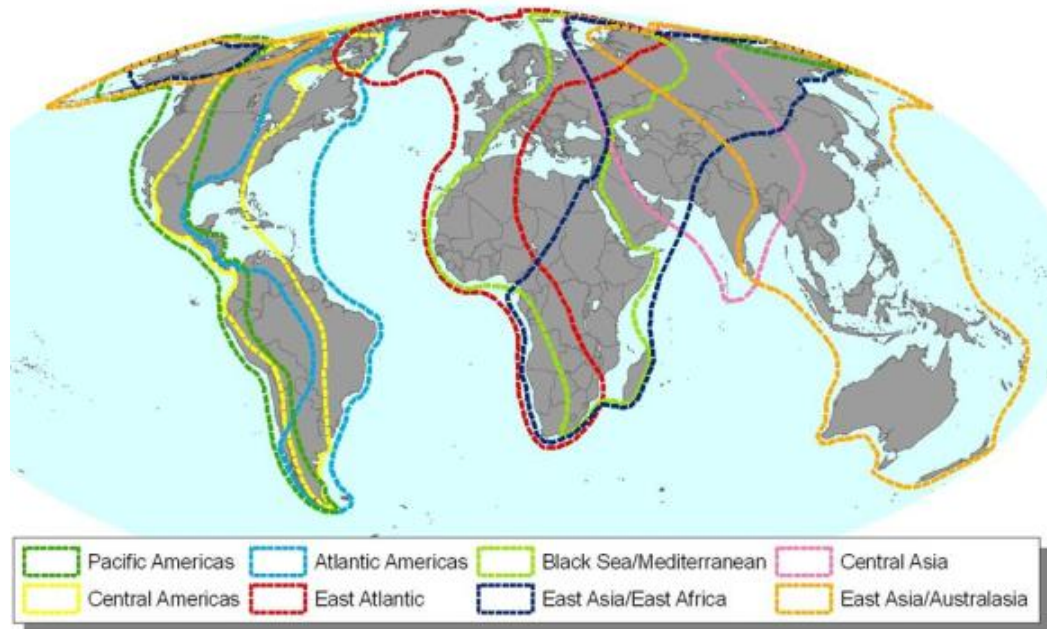 Pacific Americas Atlantic Americas Black Sea/Mediterranean Central Asia
Central Americas East Atlantic East Asia/East Africa East Asia/Australasia